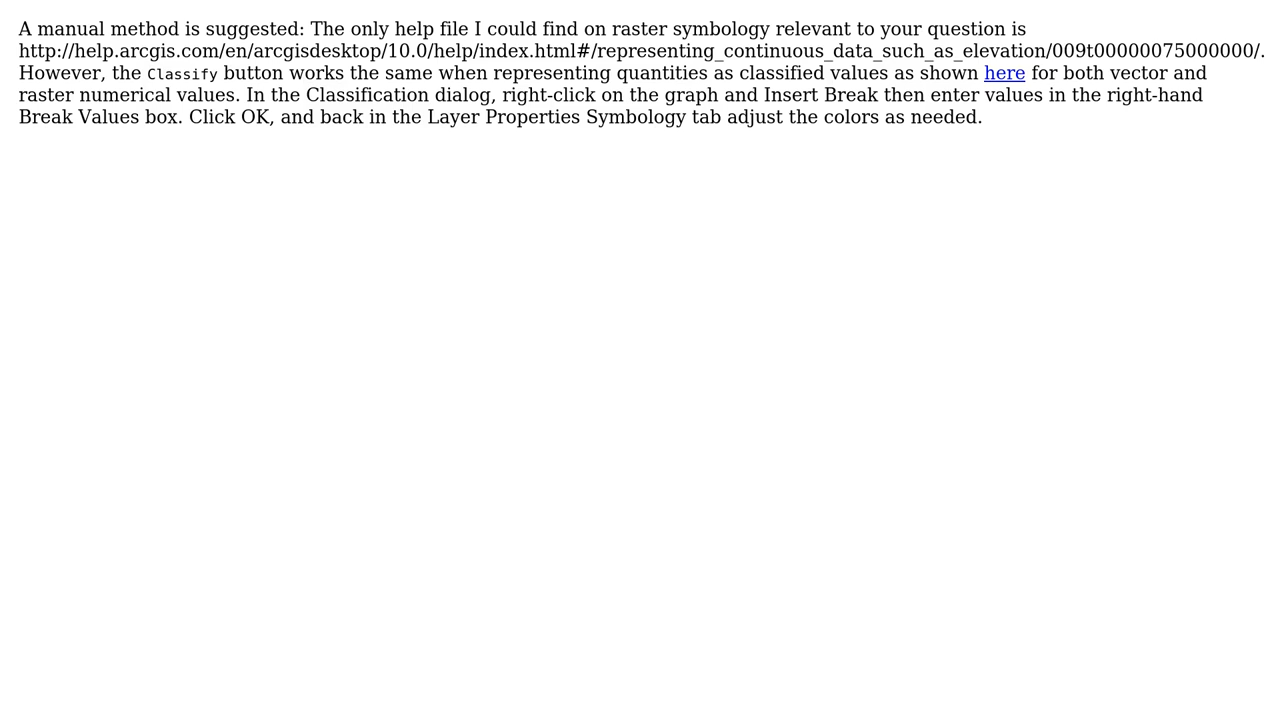 A manual method is suggested: The only help file I could find on raster symbology relevant to your question is
http://help.arcgis.com/en/arcgisdesktop/10.0/help/index.html#/representing_continuous_data_such_as_elevation/009t00000075000000/.
However, the Classify button works the same when representing quantities as classified values as shown here for both vector and
raster numerical values. In the Classification dialog, right-click on the graph and Insert Break then enter values in the right-hand
Break Values box. Click OK, and back in the Layer Properties Symbology tab adjust the colors as needed.